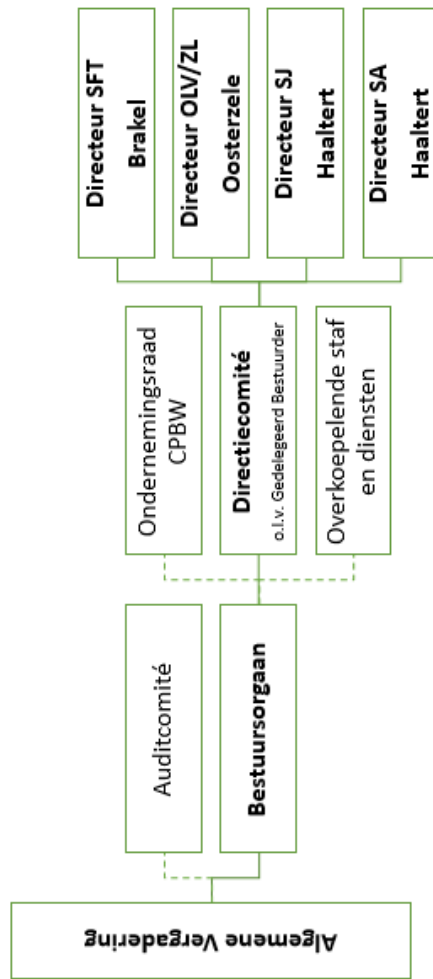 Algemene Vergadering
Auditcomité
Bestuursorgaan
Ondernemingsraad
CPBW
Directiecomité
o.l.v. Gedelegeerd Bestuurder
Overkoepelende staf
en diensten
Directeur SFT
Brakel
Directeur OLV/ZL
Oosterzele
Directeur SJ
Haaltert
Directeur SA
Haaltert